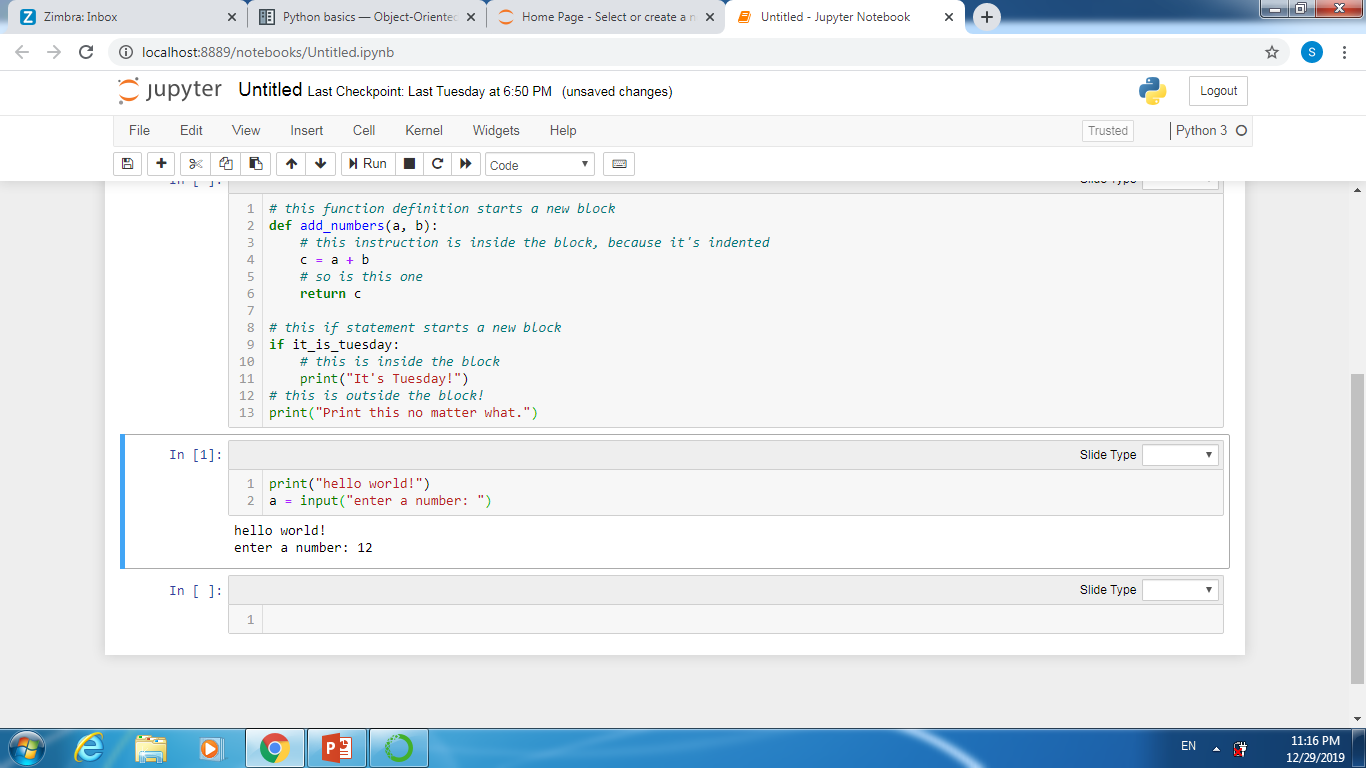 Zimbra: Inbox
Python basics — Object-Oriented
Home Page - Select or create a n
Untitled - Jupyter Notebook
localhost:8889/notebooks/Untitled.ipynb
S
jupyter Untitled Last Checkpoint: Last Tuesday at 6:50 PM (unsaved changes)
Logout
File Edit View Insert Cell Kernel Widgets Help
Trusted Python 3
Run Code
In [ ]: Slide Type
1 # this function definition starts a new block
2 def add_numbers(a, b):
3 # this instruction is inside the block, because it's indented
4 c = a + b
5 # so is this one
6 return c
7
8 # this if statement starts a new block
9 if it_is_tuesday:
10 # this is inside the block
11 print("It's Tuesday!")
12 # this is outside the block!
13 print("Print this no matter what.")
In [1]: Slide Type
1 print("hello world!")
2 a = input("enter a number: ")
hello world!
enter a number: 12
In [ ]: Slide Type
1
EN
11:16 PM
12/29/2019